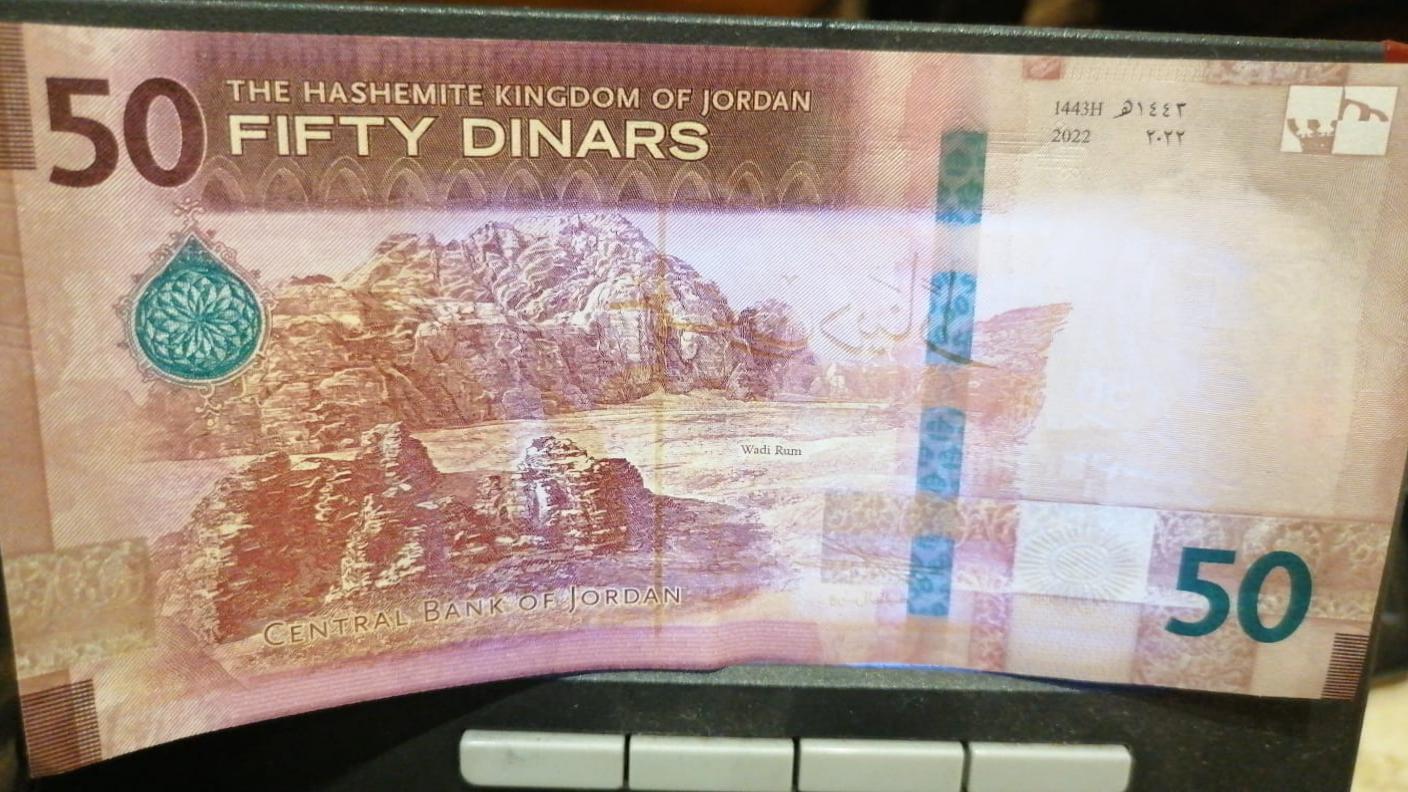 50
THE HASHEMITE KINGDOM OF JORDAN
FIFTY DINARS
1443H ١٤٤٣هـ
2022 ٢٠٢٢
Wadi Rum
CENTRAL BANK OF JORDAN
50